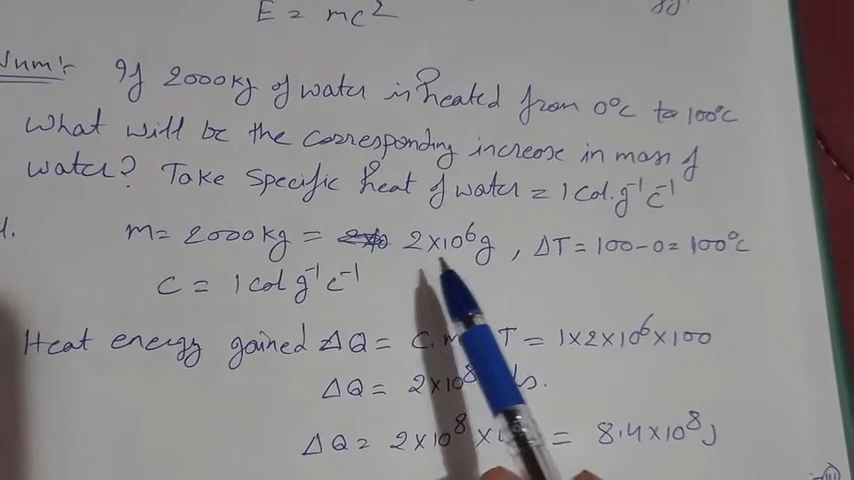 E = mc²
Num:- If 2000kg of water is heated from 0°C to 100°C
What will be the corresponding increase in mass of
water? Take specific heat of water = 1 Cal.g⁻¹c⁻¹
m = 2000kg = 2×10⁶g, ΔT = 100-0 = 100°C
C = 1 Cal g⁻¹ c⁻¹
Heat energy gained ΔQ = C.m T = 1×2×10⁶×100
ΔQ = 2×10⁸ ls.
ΔQ = 2×10⁸ × = 8.4×10⁸J